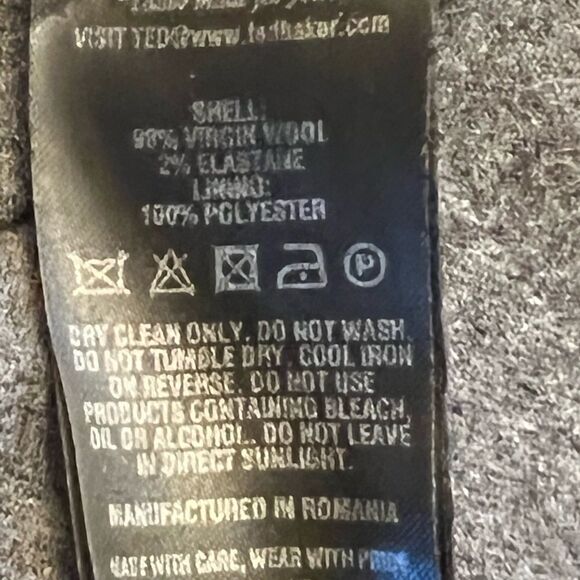 VISIT TED@www.tedbaker.com
SHELL:
98% VIRGIN WOOL
2% ELASTANE
LINING:
100% POLYESTER
P
DRY CLEAN ONLY. DO NOT WASH.
DO NOT TUMBLE DRY. COOL IRON
ON REVERSE. DO NOT USE
PRODUCTS CONTAINING BLEACH,
OIL OR ALCOHOL. DO NOT LEAVE
IN DIRECT SUNLIGHT.
MANUFACTURED IN ROMANIA
MADE WITH CARE, WEAR WITH PRIDE